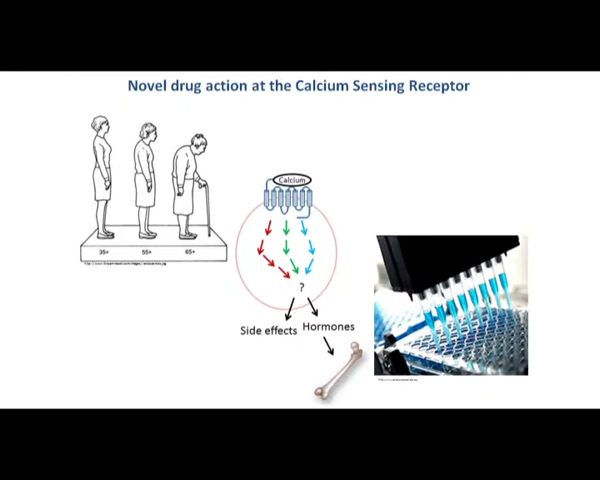 Novel drug action at the Calcium Sensing Receptor
Calcium
35+ 55+ 65+
?
Side effects Hormones